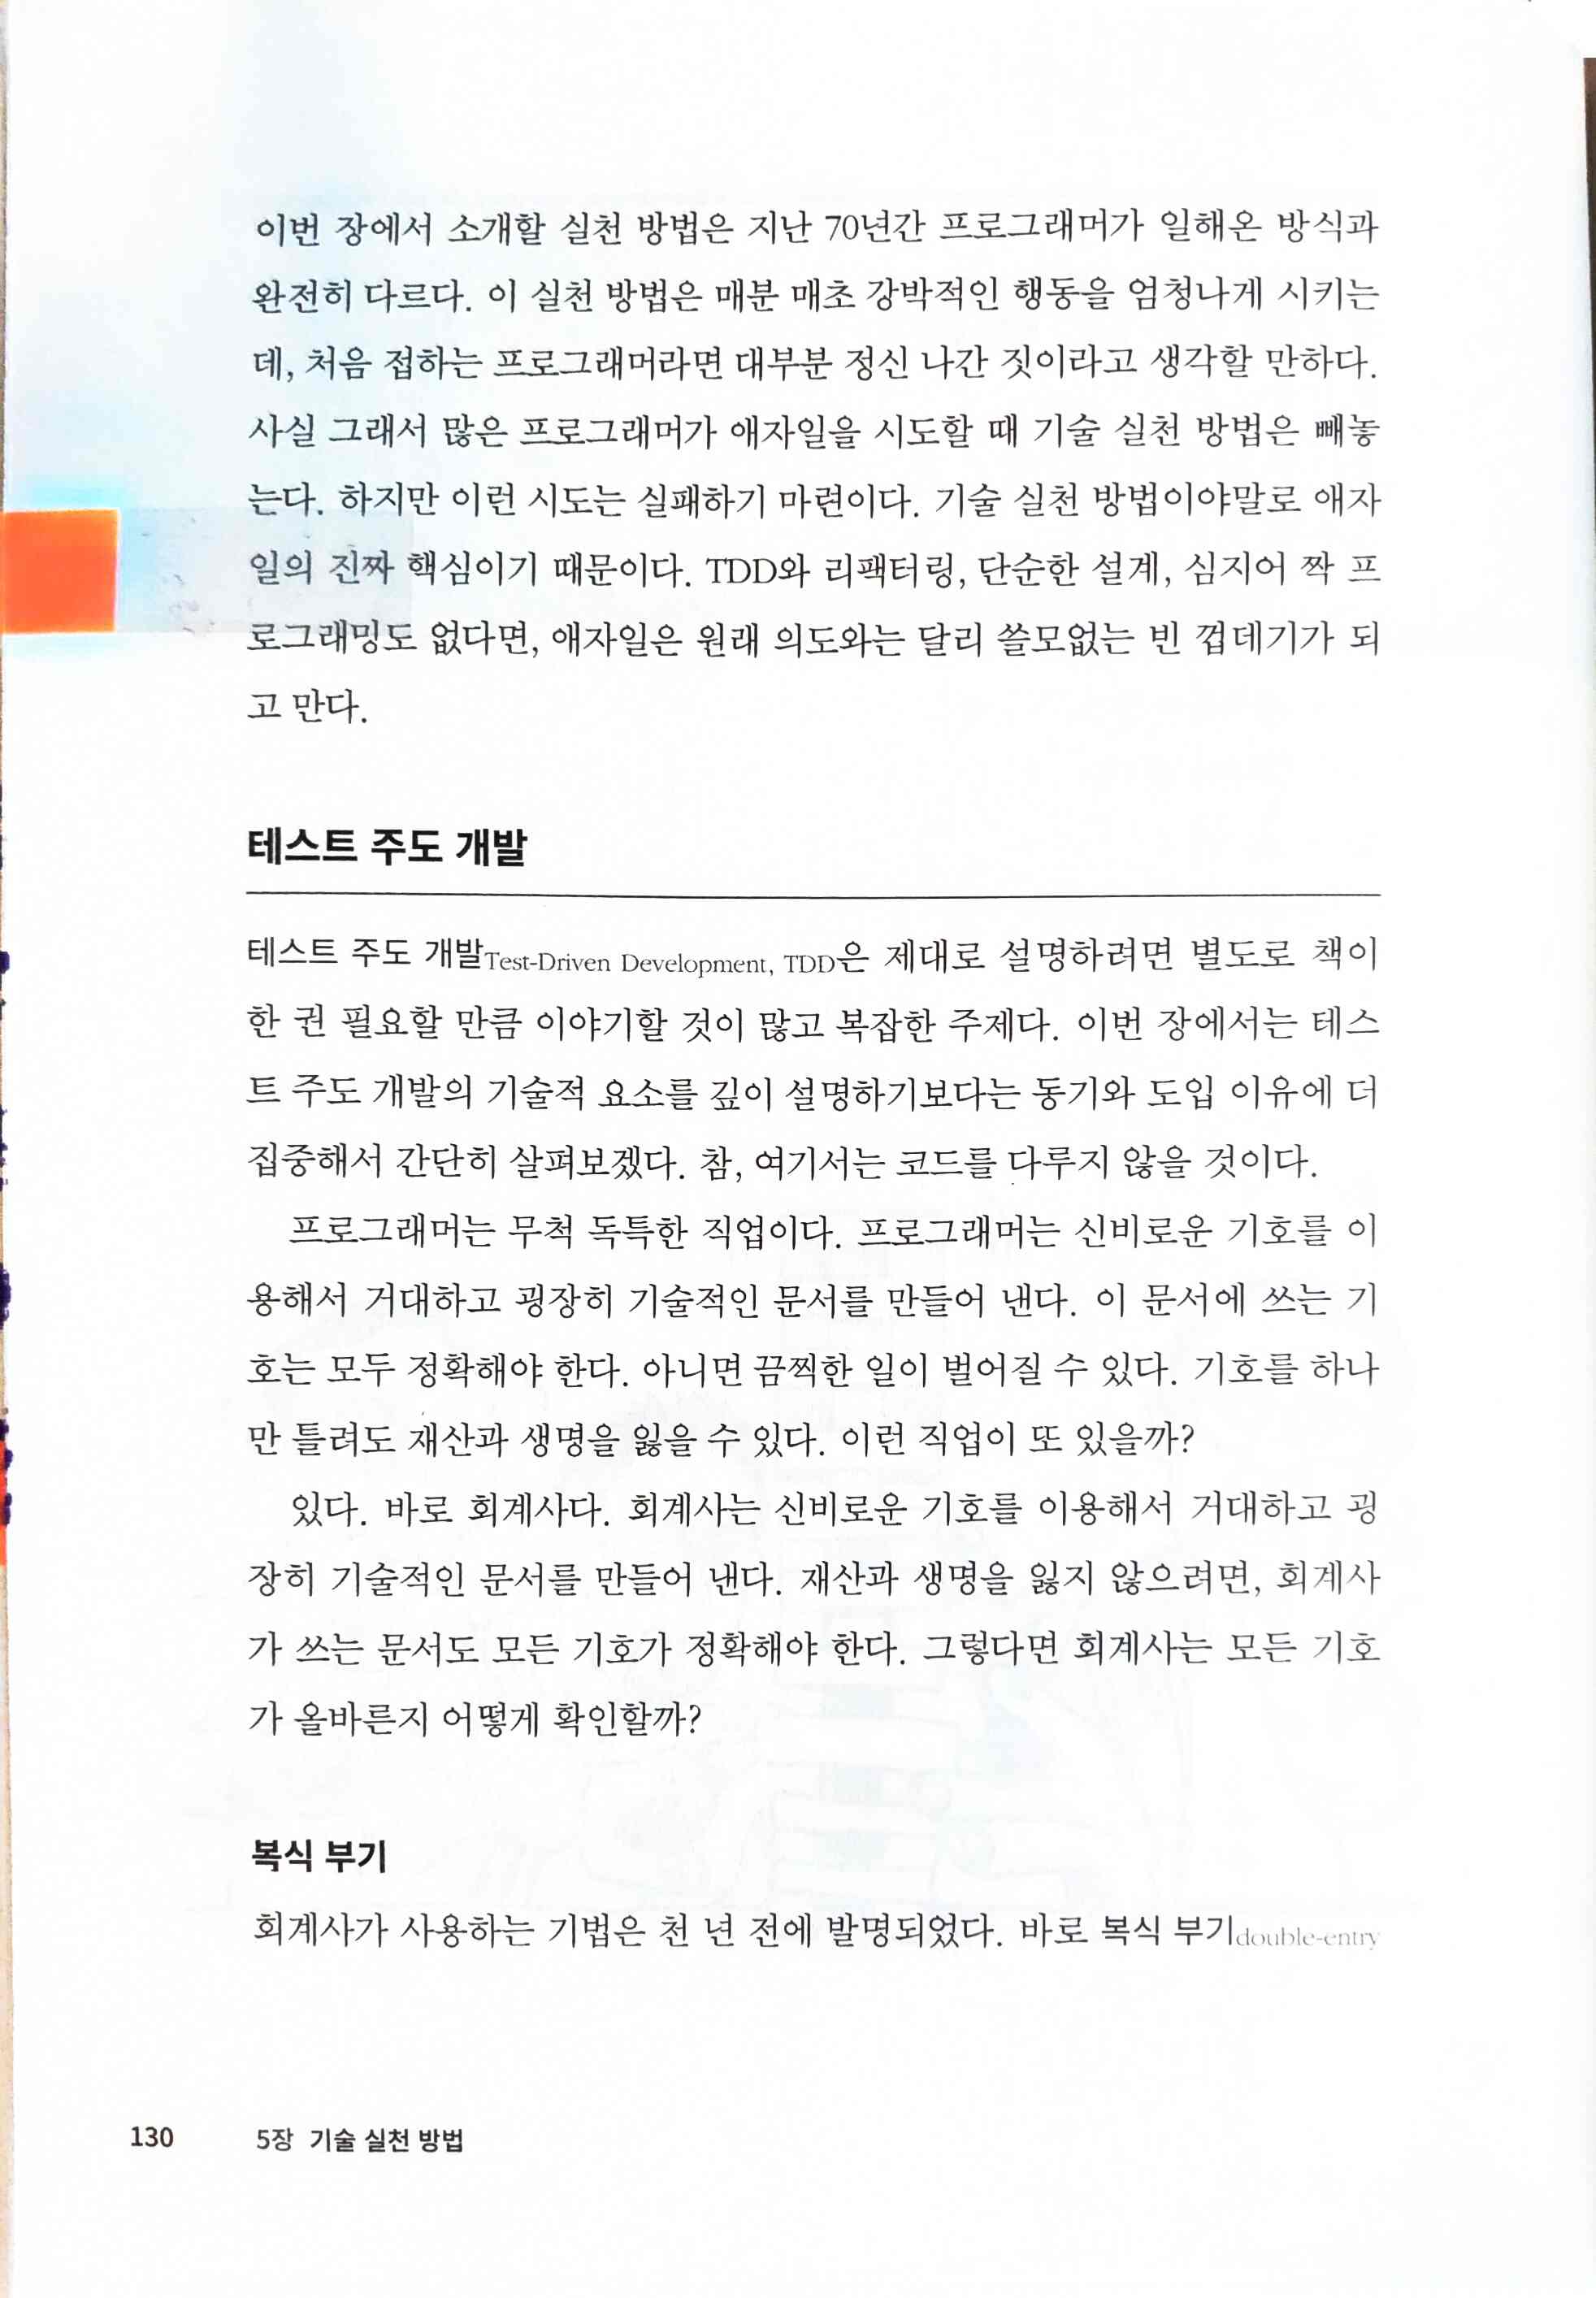 이번 장에서 소개할 실천 방법은 지난 70년간 프로그래머가 일해온 방식과
완전히 다르다. 이 실천 방법은 매분 매초 강박적인 행동을 엄청나게 시키는
데, 처음 접하는 프로그래머라면 대부분 정신 나간 짓이라고 생각할 만하다.
사실 그래서 많은 프로그래머가 애자일을 시도할 때 기술 실천 방법은 빼놓
는다. 하지만 이런 시도는 실패하기 마련이다. 기술 실천 방법이야말로 애자
일의 진짜 핵심이기 때문이다. TDD와 리팩터링, 단순한 설계, 심지어 짝 프
로그래밍도 없다면, 애자일은 원래 의도와는 달리 쓸모없는 빈 껍데기가 되
고 만다.
테스트 주도 개발
테스트 주도 개발Test-Driven Development, TDD은 제대로 설명하려면 별도로 책이
한 권 필요할 만큼 이야기할 것이 많고 복잡한 주제다. 이번 장에서는 테스
트 주도 개발의 기술적 요소를 깊이 설명하기보다는 동기와 도입 이유에 더
집중해서 간단히 살펴보겠다. 참, 여기서는 코드를 다루지 않을 것이다.
프로그래머는 무척 독특한 직업이다. 프로그래머는 신비로운 기호를 이
용해서 거대하고 굉장히 기술적인 문서를 만들어 낸다. 이 문서에 쓰는 기
호는 모두 정확해야 한다. 아니면 끔찍한 일이 벌어질 수 있다. 기호를 하나
만 틀려도 재산과 생명을 잃을 수 있다. 이런 직업이 또 있을까?
있다. 바로 회계사다. 회계사는 신비로운 기호를 이용해서 거대하고 굉
장히 기술적인 문서를 만들어 낸다. 재산과 생명을 잃지 않으려면, 회계사
가 쓰는 문서도 모든 기호가 정확해야 한다. 그렇다면 회계사는 모든 기호
가 올바른지 어떻게 확인할까?
복식 부기
회계사가 사용하는 기법은 천 년 전에 발명되었다. 바로 복식 부기double-entry
130 5장 기술 실천 방법